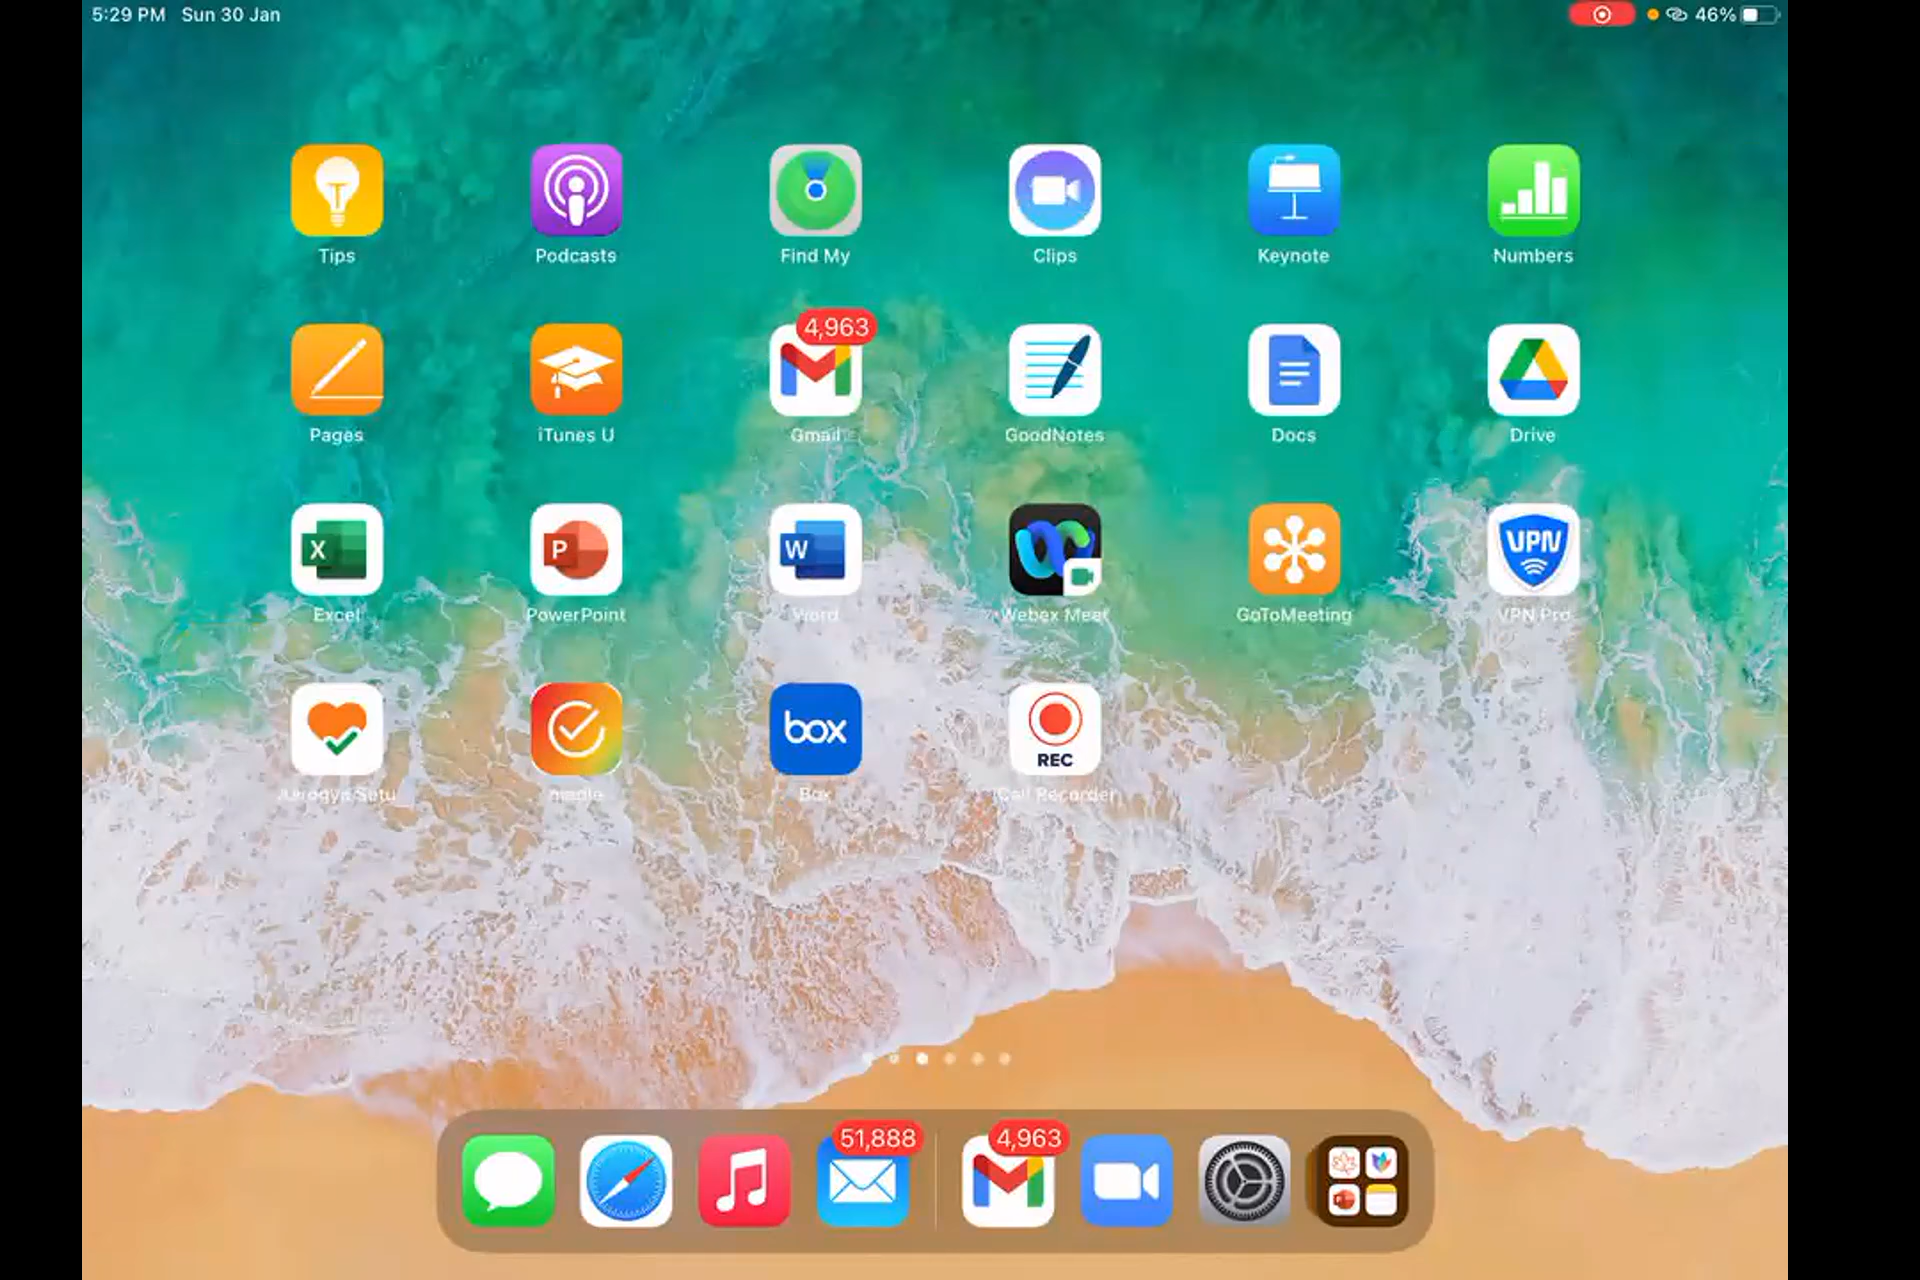 5:29 PM Sun 30 Jan
46%
Tips Podcasts Find My Clips Keynote Numbers
4,963
Pages iTunes U Gmail GoodNotes Docs Drive
X P W VPN
Excel PowerPoint Word Webex Meet GoToMeeting VPN Pro
box REC
Box Call Recorder
51,888 4,963